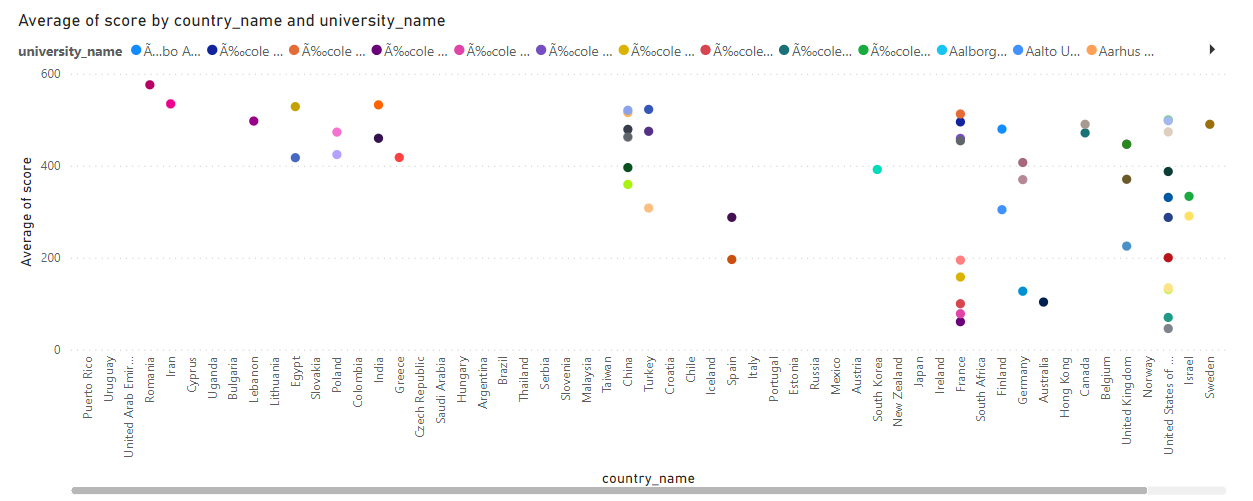 Average of score by country_name and university_name
university_name Ã…bo A... Ã‰cole ... Ã‰cole ... Ã‰cole ... Ã‰cole ... Ã‰cole ... Ã‰cole ... Ã‰cole... Ã‰cole... Ã‰cole... Aalborg... Aalto U... Aarhus ...
600
400
200
0
Average of score
Puerto Rico
Uruguay
United Arab Emir...
Romania
Iran
Cyprus
Uganda
Bulgaria
Lebanon
Lithuania
Egypt
Slovakia
Poland
Colombia
India
Greece
Czech Republic
Saudi Arabia
Hungary
Argentina
Brazil
Thailand
Serbia
Slovenia
Malaysia
Taiwan
China
Turkey
Croatia
Chile
Iceland
Spain
Italy
Portugal
Estonia
Russia
Mexico
Austria
South Korea
New Zealand
Japan
Ireland
France
South Africa
Finland
Germany
Australia
Hong Kong
Canada
Belgium
United Kingdom
Norway
United States of ...
Israel
Sweden
country_name